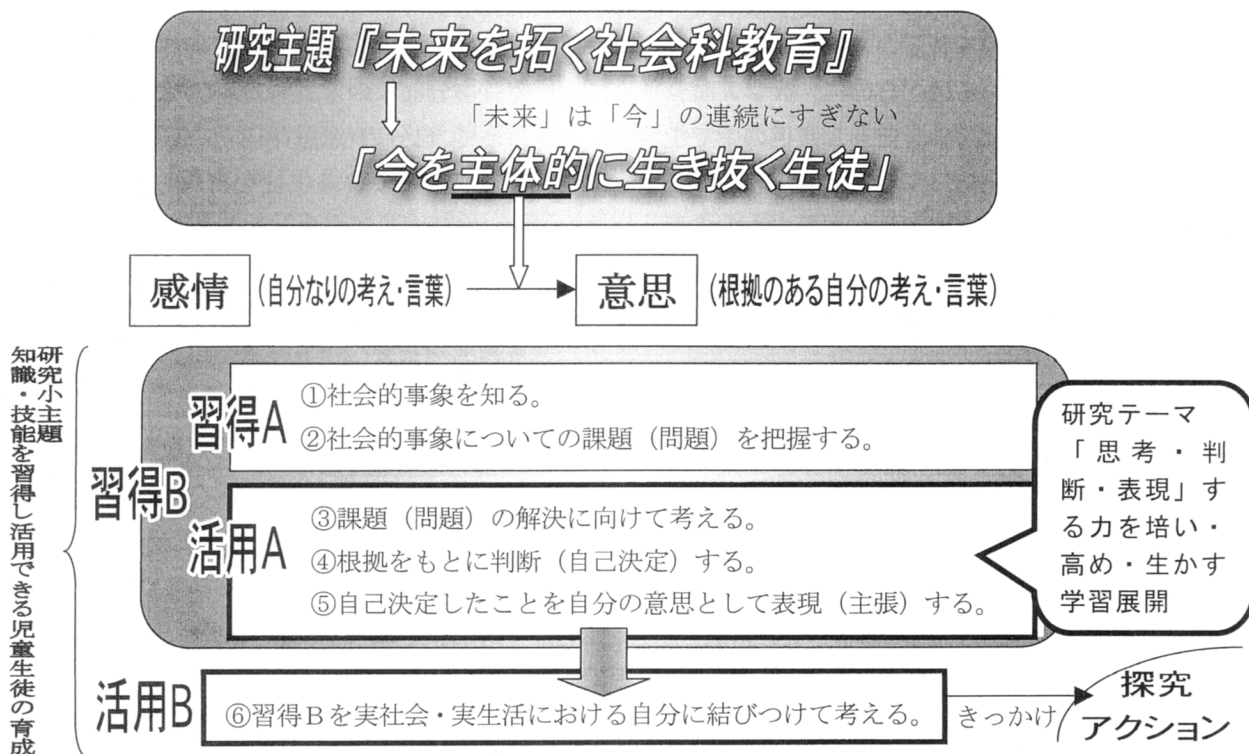 研究主題『未来を拓く社会科教育』
「未来」は「今」の連続にすぎない
「今を主体的に生き抜く生徒」
感情
(自分なりの考え・言葉)
意思
(根拠のある自分の考え・言葉)
研究小主題
知識・技能を習得し活用できる児童生徒の育成
習得B
習得A
①社会的事象を知る。
②社会的事象についての課題（問題）を把握する。
活用A
③課題（問題）の解決に向けて考える。
④根拠をもとに判断（自己決定）する。
⑤自己決定したことを自分の意思として表現（主張）する。
研究テーマ
「思考・判
断・表現」す
る力を培い・
高め・生かす
学習展開
活用B
⑥習得Bを実社会・実生活における自分に結びつけて考える。
きっかけ
探究
アクション